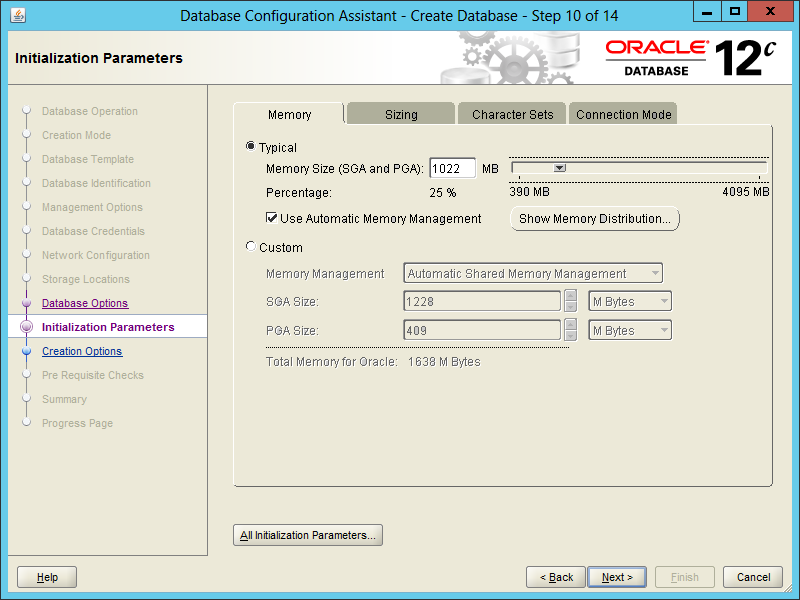 Database Configuration Assistant - Create Database - Step 10 of 14
Initialization Parameters
ORACLE®
DATABASE 12c
Database Operation
Creation Mode
Database Template
Database Identification
Management Options
Database Credentials
Network Configuration
Storage Locations
Database Options
Initialization Parameters
Creation Options
Pre Requisite Checks
Summary
Progress Page
Memory Sizing Character Sets Connection Mode
Typical
Memory Size (SGA and PGA): 1022 MB
Percentage: 25 % 390 MB 4095 MB
Use Automatic Memory Management Show Memory Distribution...
Custom
Memory Management Automatic Shared Memory Management
SGA Size: 1228 M Bytes
PGA Size: 409 M Bytes
Total Memory for Oracle: 1638 M Bytes
All Initialization Parameters...
Help < Back Next > Finish Cancel